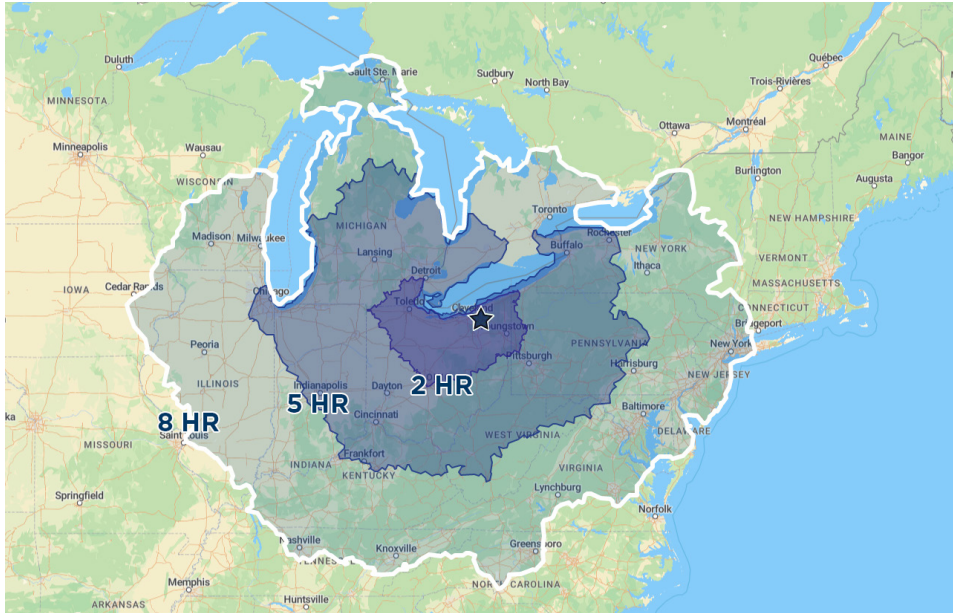 Duluth
Sault Ste. Marie
Sudbury
North Bay
Québec
Trois-Rivières
MINNESOTA
Ottawa
Montréal
MAINE
Minneapolis
Wausau
Bangor
Burlington
Augusta
WISCONSIN
Toronto
NEW HAMPSHIRE
MICHIGAN
Rochester
Madison
Milwaukee
Buffalo
NEW YORK
Lansing
VERMONT
Ithaca
Detroit
MASSACHUSETTS
IOWA
Cedar Rapids
Chicago
Toledo
Cleveland
CONNECTICUT
Bridgeport
Youngstown
Peoria
PENNSYLVANIA
New York
Pittsburgh
Harrisburg
NEW JERSEY
ILLINOIS
Indianapolis
Dayton
2 HR
5 HR
Baltimore
Cincinnati
8 HR
Saint Louis
DELAWARE
WEST VIRGINIA
MISSOURI
Frankfort
INDIANA
VIRGINIA
KENTUCKY
Springfield
Lynchburg
Norfolk
Nashville
Knoxville
Greensboro
TENNESSEE
Memphis
NORTH CAROLINA
Huntsville
ARKANSAS